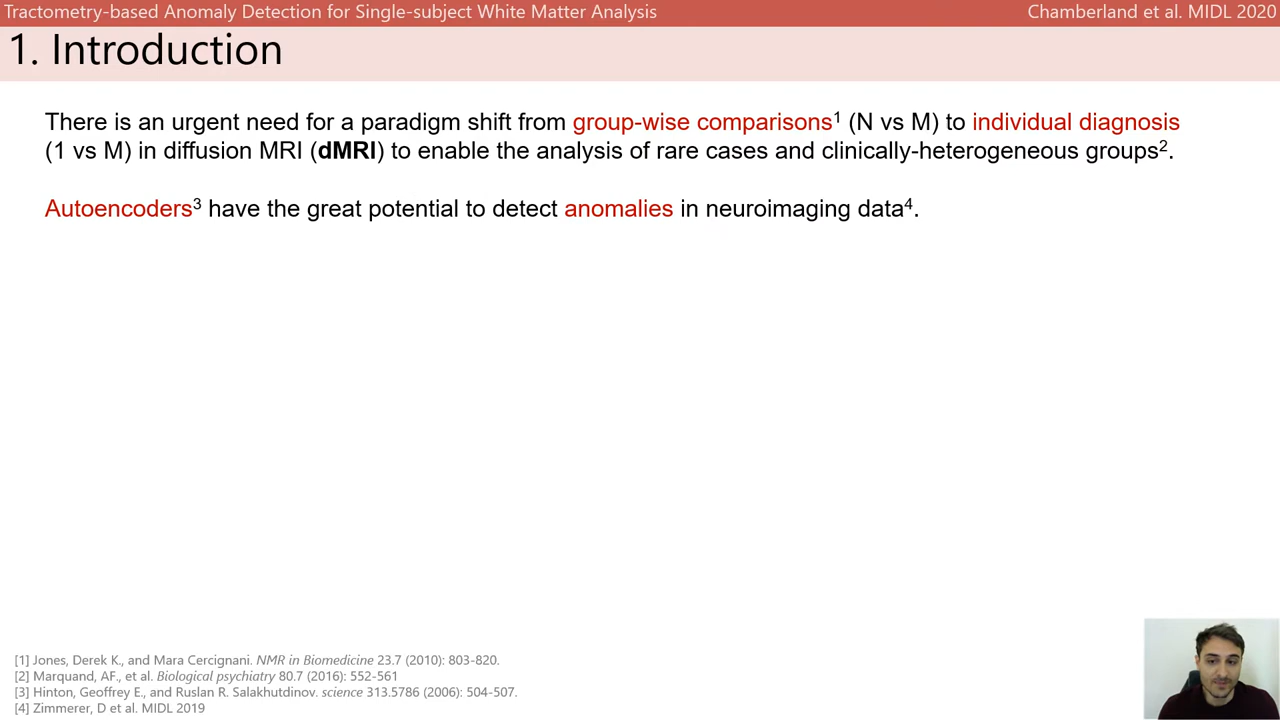 Tractometry-based Anomaly Detection for Single-subject White Matter Analysis
Chamberland et al. MIDL 2020
1. Introduction
There is an urgent need for a paradigm shift from group-wise comparisons¹ (N vs M) to individual diagnosis
(1 vs M) in diffusion MRI (dMRI) to enable the analysis of rare cases and clinically-heterogeneous groups².
Autoencoders³ have the great potential to detect anomalies in neuroimaging data⁴.
[1] Jones, Derek K., and Mara Cercignani. NMR in Biomedicine 23.7 (2010): 803-820.
[2] Marquand, AF., et al. Biological psychiatry 80.7 (2016): 552-561
[3] Hinton, Geoffrey E., and Ruslan R. Salakhutdinov. science 313.5786 (2006): 504-507.
[4] Zimmerer, D et al. MIDL 2019